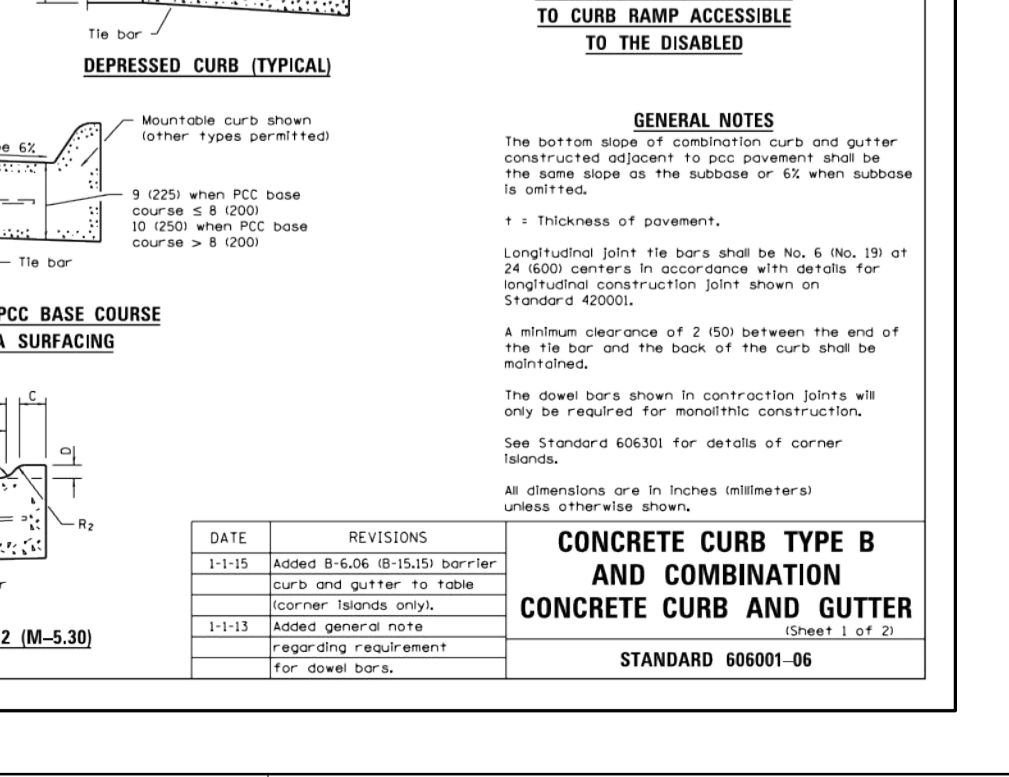 Tie bar
DEPRESSED CURB (TYPICAL)
TO CURB RAMP ACCESSIBLE
TO THE DISABLED
Mountable curb shown
(other types permitted)
6%
9 (225) when PCC base
course ≤ 8 (200)
10 (250) when PCC base
course > 8 (200)
Tie bar
PCC BASE COURSE
SURFACING
C
D
R2
2 (M–5.30)
GENERAL NOTES
The bottom slope of combination curb and gutter
constructed adjacent to pcc pavement shall be
the same slope as the subbase or 6% when subbase
is omitted.
t = Thickness of pavement.
Longitudinal joint tie bars shall be No. 6 (No. 19) at
24 (600) centers in accordance with details for
longitudinal construction joint shown on
Standard 420001.
A minimum clearance of 2 (50) between the end of
the tie bar and the back of the curb shall be
maintained.
The dowel bars shown in contraction joints will
only be required for monolithic construction.
See Standard 606301 for details of corner
islands.
All dimensions are in inches (millimeters)
unless otherwise shown.
DATE REVISIONS
1-1-15 Added B-6.06 (B-15.15) barrier
curb and gutter to table
(corner islands only).
1-1-13 Added general note
regarding requirement
for dowel bars.
CONCRETE CURB TYPE B
AND COMBINATION
CONCRETE CURB AND GUTTER
(Sheet 1 of 2)
STANDARD 606001–06